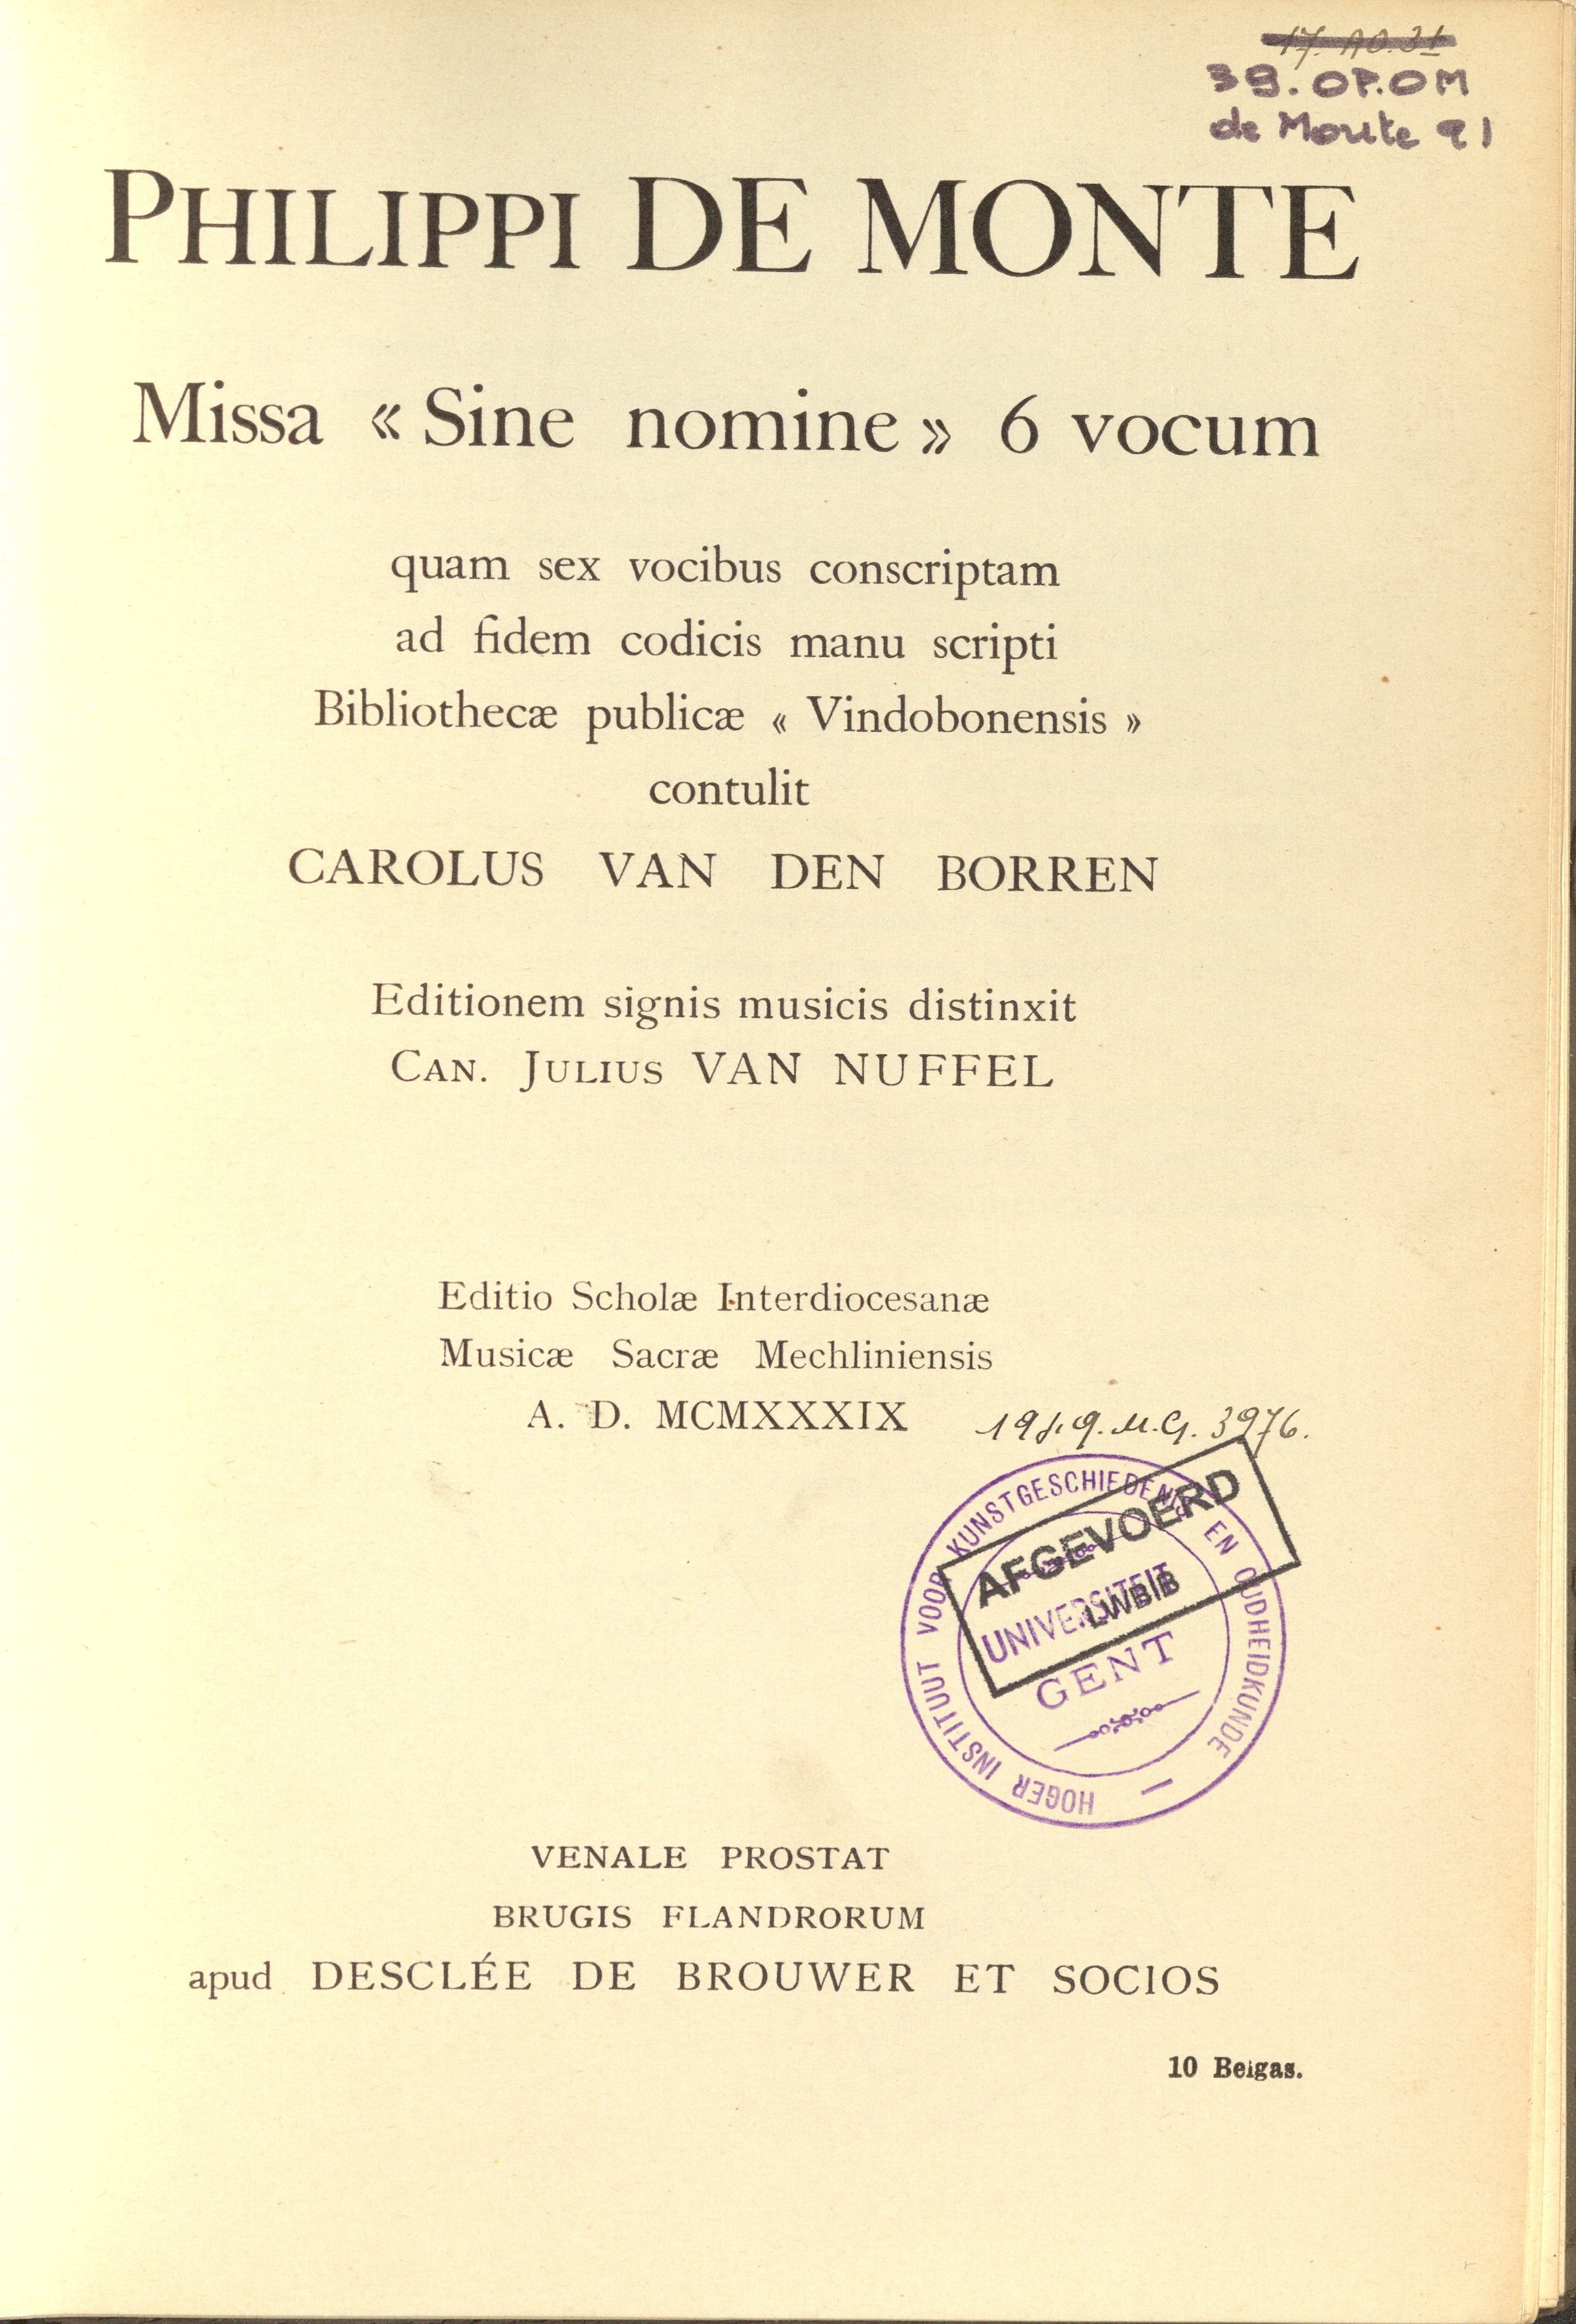 17. AO.31
39. OP.OM
de Monte 91
PHILIPPI DE MONTE
Missa « Sine nomine » 6 vocum
quam sex vocibus conscriptam
ad fidem codicis manu scripti
Bibliothecæ publicæ « Vindobonensis »
contulit
CAROLUS VAN DEN BORREN
Editionem signis musicis distinxit
CAN. JULIUS VAN NUFFEL
Editio Scholæ Interdiocesanæ
Musicæ Sacræ Mechliniensis
A. D. MCMXXXIX
3976.
HOGER INSTITUUT VOOR KUNSTGESCHIEDENIS EN OUDHEIDKUNDE
AFGEVOERD
LWBIB
UNIVERSITEIT
GENT
VENALE PROSTAT
BRUGIS FLANDRORUM
apud DESCLÉE DE BROUWER ET SOCIOS
10 Belgas.